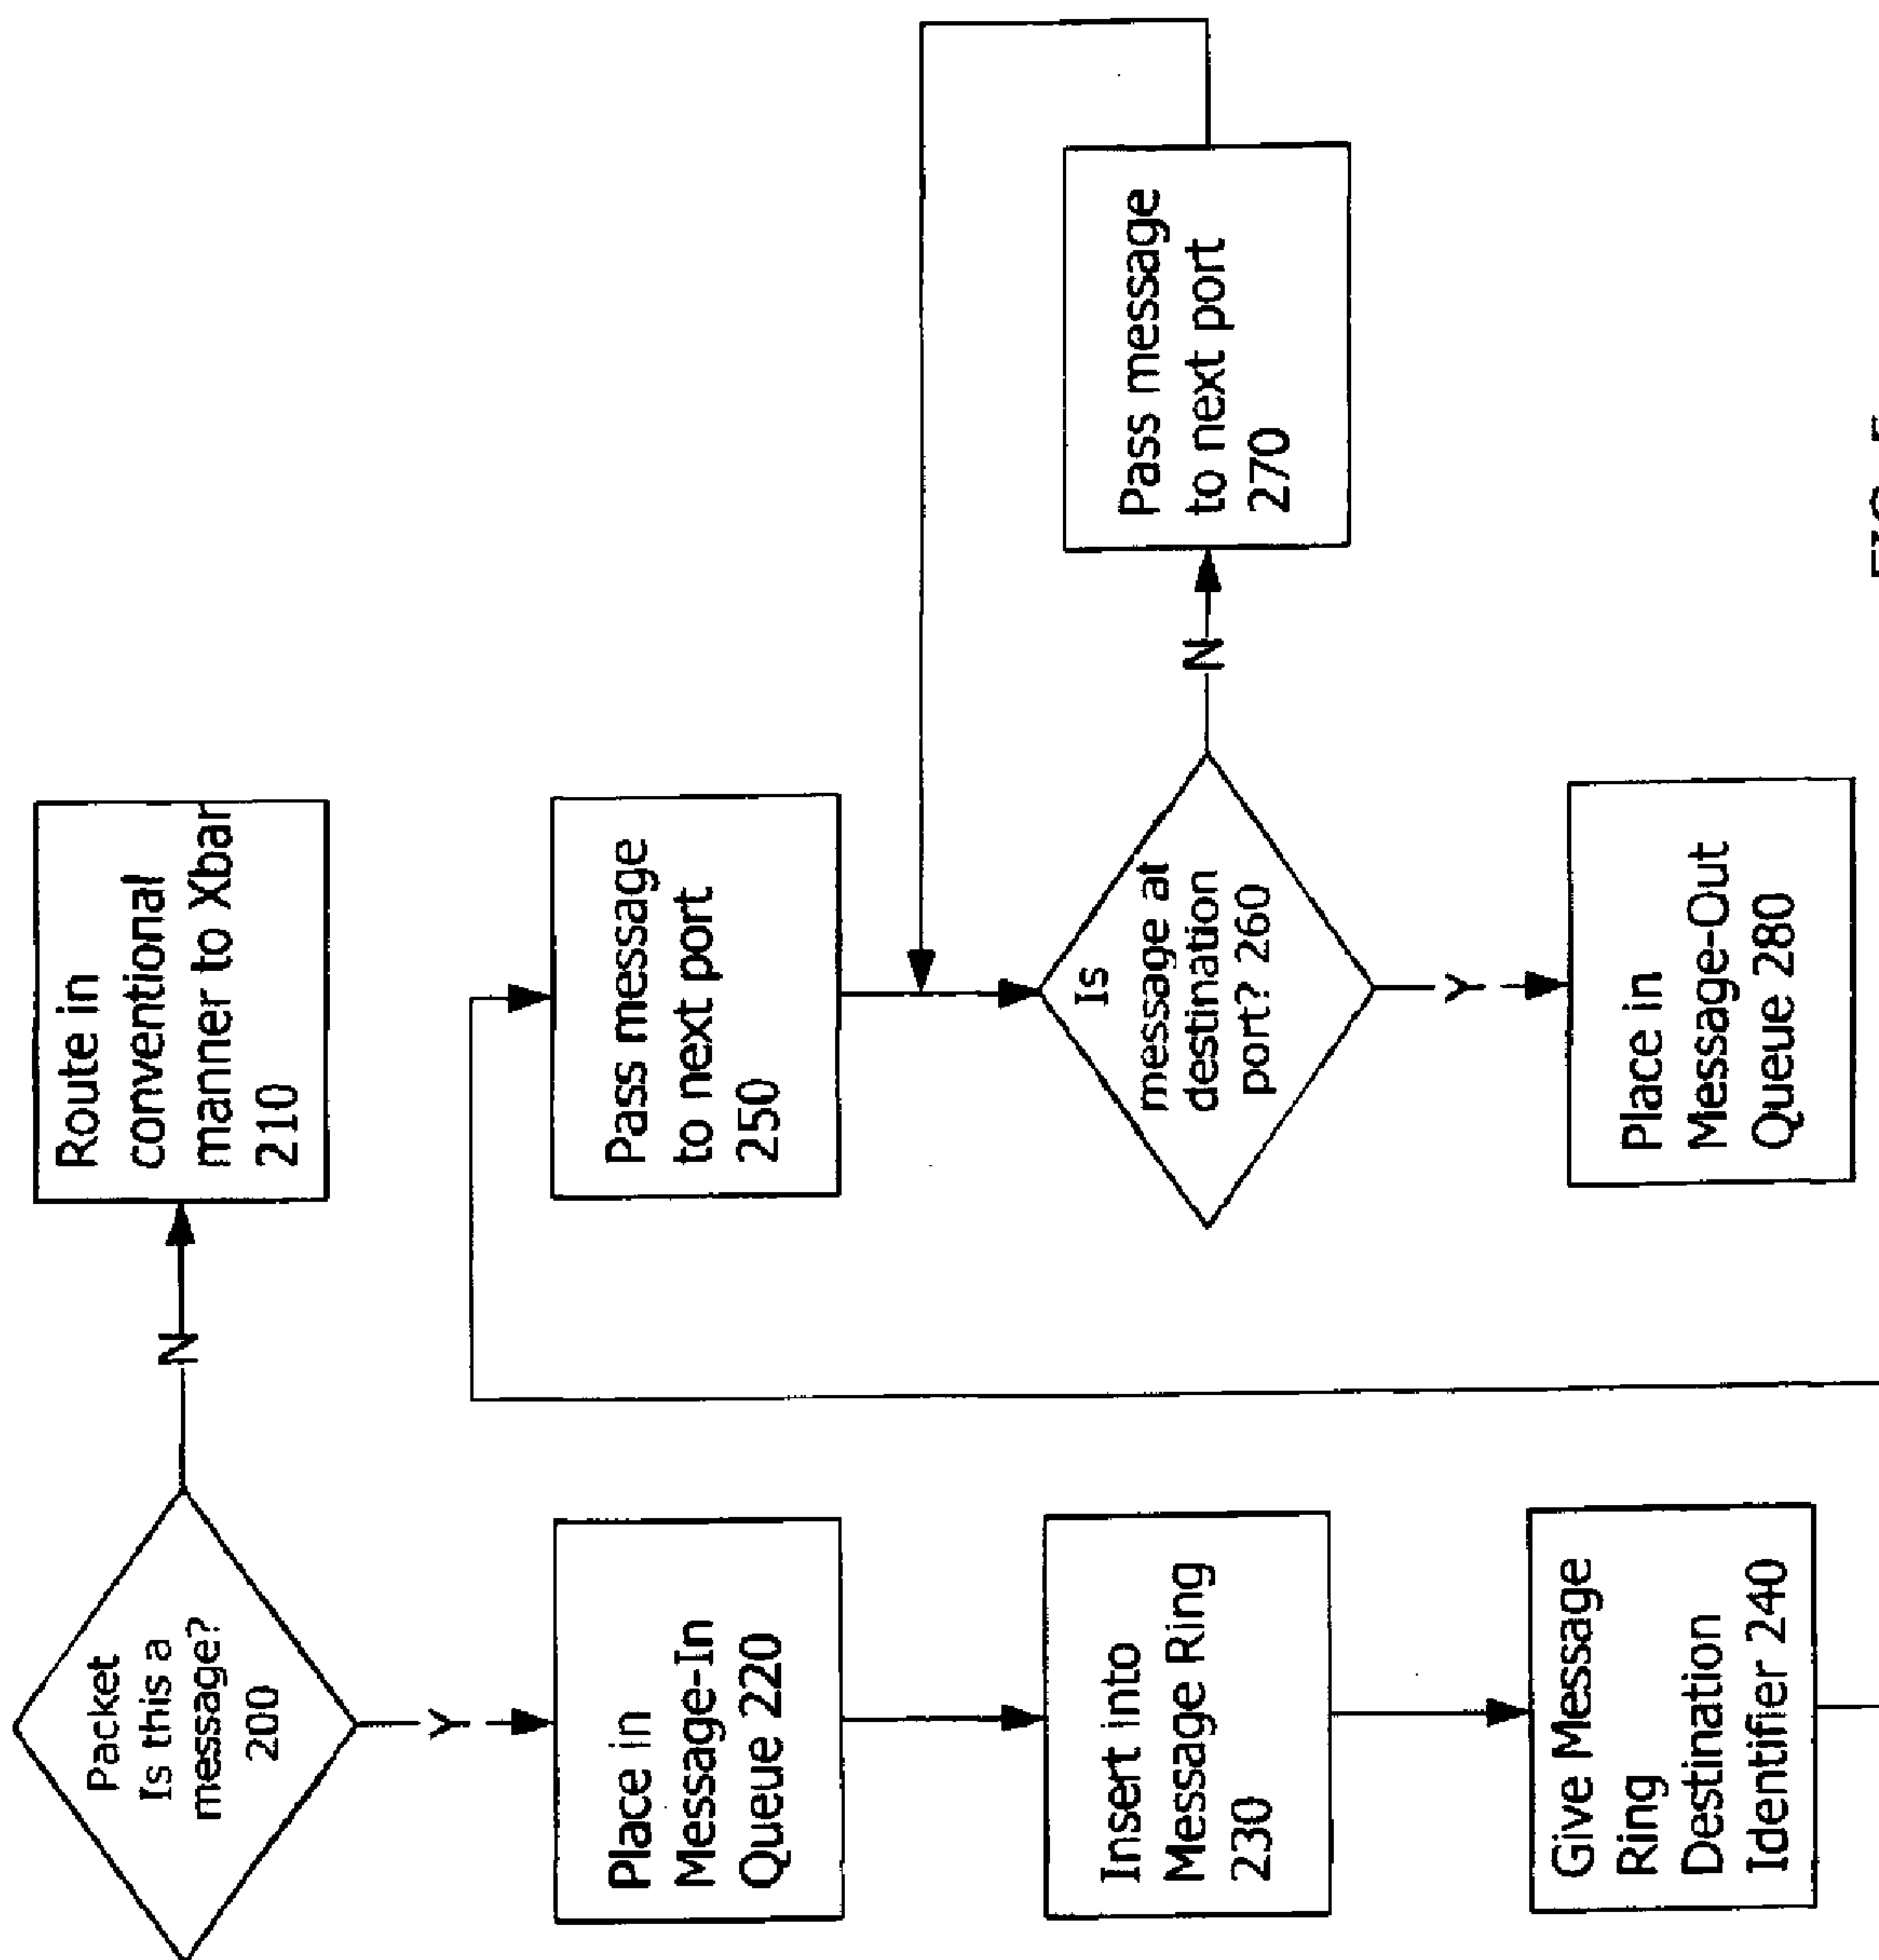 Packet
Is this a
message?
200
N
Route in
conventional
manner to Xbar
210
Y
Place in
Message-In
Queue 220
Insert into
Message Ring
230
Give Message
Ring
Destination
Identifier 240
Pass message
to next port
250
Is
message at
destination
port? 260
N
Pass message
to next port
270
Y
Place in
Message-Out
Queue 280